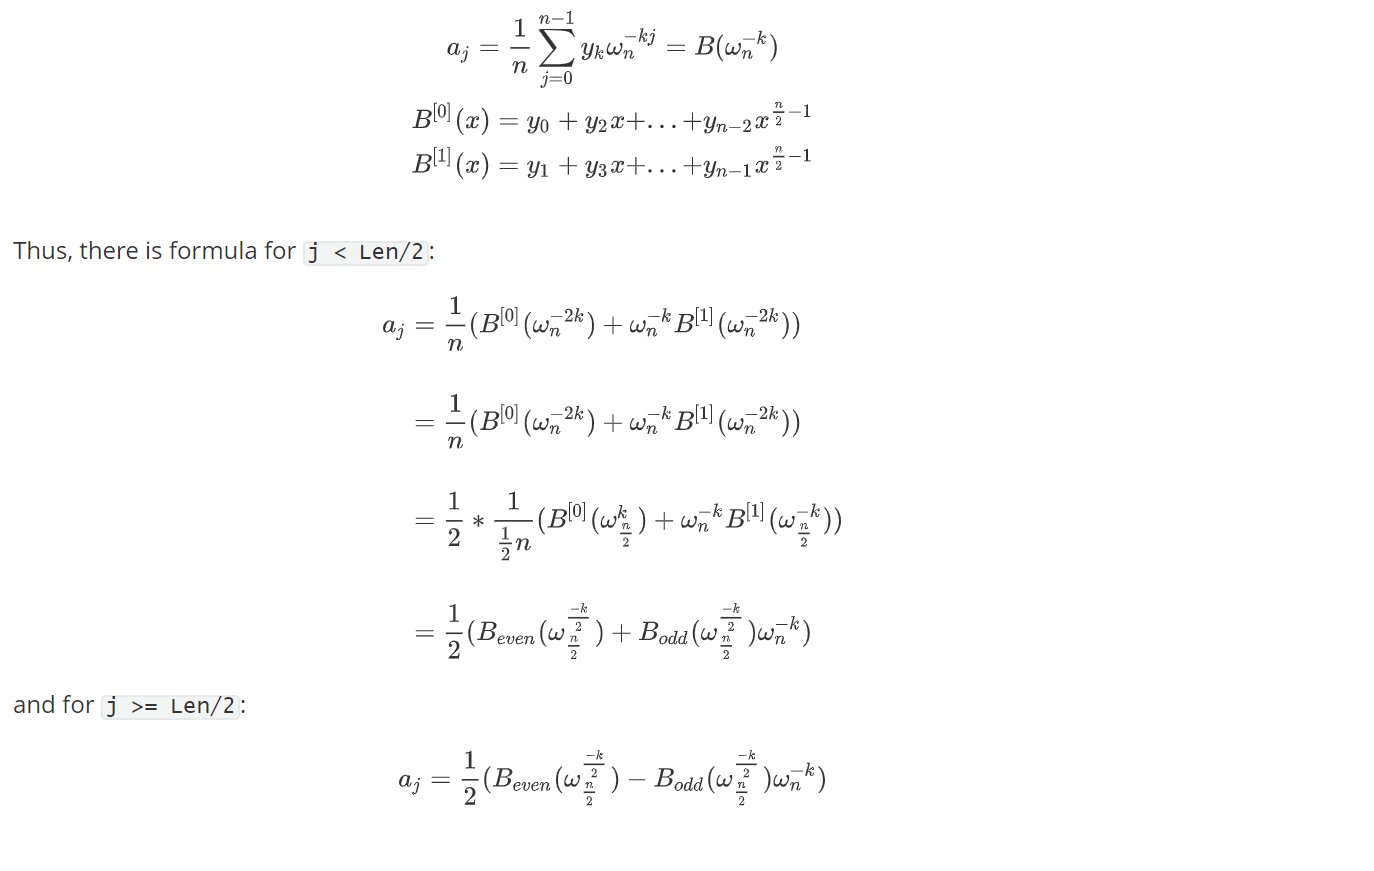 $a_j = \frac{1}{n} \sum_{j=0}^{n-1} y_k \omega_n^{-kj} = B(\omega_n^{-k})$
$B^{[0]}(x) = y_0 + y_2 x + \ldots + y_{n-2} x^{\frac{n}{2}-1}$
$B^{[1]}(x) = y_1 + y_3 x + \ldots + y_{n-1} x^{\frac{n}{2}-1}$
Thus, there is formula for j < Len/2:
$a_j = \frac{1}{n} (B^{[0]}(\omega_n^{-2k}) + \omega_n^{-k} B^{[1]}(\omega_n^{-2k}))$
$= \frac{1}{n} (B^{[0]}(\omega_n^{-2k}) + \omega_n^{-k} B^{[1]}(\omega_n^{-2k}))$
$= \frac{1}{2} * \frac{1}{\frac{1}{2}n} (B^{[0]}(\omega_{\frac{n}{2}}^{k}) + \omega_n^{-k} B^{[1]}(\omega_{\frac{n}{2}}^{-k}))$
$= \frac{1}{2} (B_{even}(\omega_{\frac{n}{2}}^{\frac{-k}{2}}) + B_{odd}(\omega_{\frac{n}{2}}^{\frac{-k}{2}}) \omega_n^{-k})$
and for j >= Len/2:
$a_j = \frac{1}{2} (B_{even}(\omega_{\frac{n}{2}}^{\frac{-k}{2}}) - B_{odd}(\omega_{\frac{n}{2}}^{\frac{-k}{2}}) \omega_n^{-k})$